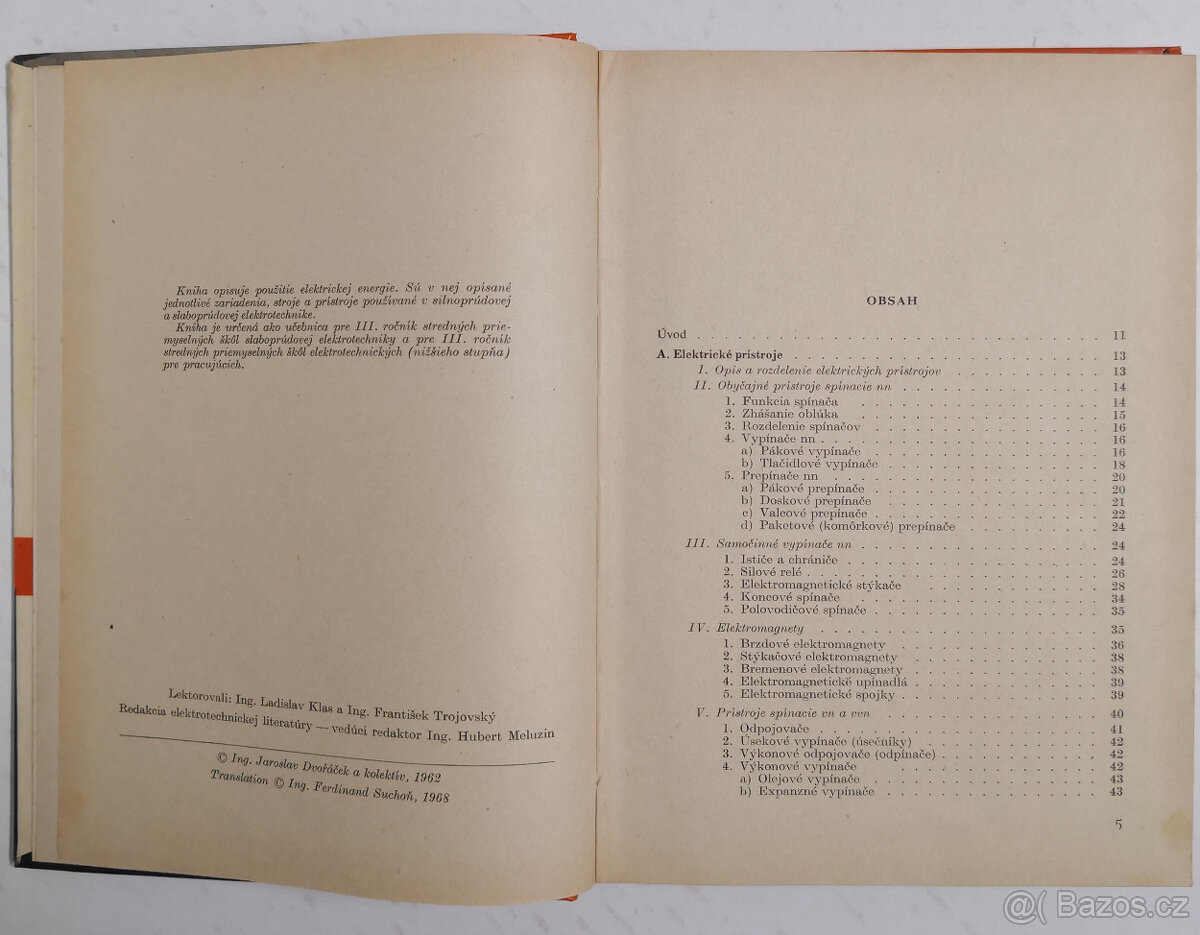 Kniha opisuje použitie elektrickej energie. Sú v nej opísané
jednotlivé zariadenia, stroje a prístroje používané v silnoprúdovej
a slaboprúdovej elektrotechnike.
Kniha je určená ako učebnica pre III. ročník stredných prie-
myselných škôl slaboprúdovej elektrotechniky a pre III. ročník
stredných priemyselných škôl elektrotechnických (nižšieho stupňa)
pre pracujúcich.
Lektorovali: Ing. Ladislav Klas a Ing. František Trojovský
Redakcia elektrotechnickej literatúry — vedúci redaktor Ing. Hubert Meluzin
© Ing. Jaroslav Dvořáček a kolektív, 1962
Translation © Ing. Ferdinand Suchoň, 1968
OBSAH
Úvod . . . . . . . . . . 11
A. Elektrické prístroje . . . . . . . . . . 13
I. Opis a rozdelenie elektrických prístrojov . . . . . . . . . . 13
II. Obyčajné prístroje spínacie nn . . . . . . . . . . 14
1. Funkcia spínača . . . . . . . . . . 14
2. Zhášanie oblúka . . . . . . . . . . 15
3. Rozdelenie spínačov . . . . . . . . . . 16
4. Vypínače nn . . . . . . . . . . 16
a) Pákové vypínače . . . . . . . . . . 16
b) Tlačidlové vypínače . . . . . . . . . . 18
5. Prepínače nn . . . . . . . . . . 20
a) Pákové prepínače . . . . . . . . . . 20
b) Doskové prepínače . . . . . . . . . . 21
c) Valcové prepínače . . . . . . . . . . 22
d) Paketové (komôrkové) prepínače . . . . . . . . . . 24
III. Samočinné vypínače nn . . . . . . . . . . 24
1. Ističe a chrániče . . . . . . . . . . 24
2. Silové relé . . . . . . . . . . 26
3. Elektromagnetické stýkače . . . . . . . . . . 28
4. Koncové spínače . . . . . . . . . . 34
5. Polovodičové spínače . . . . . . . . . . 35
IV. Elektromagnety . . . . . . . . . . 35
1. Brzdové elektromagnety . . . . . . . . . . 36
2. Stýkačové elektromagnety . . . . . . . . . . 38
3. Bremenové elektromagnety . . . . . . . . . . 38
4. Elektromagnetické upínadlá . . . . . . . . . . 39
5. Elektromagnetické spojky . . . . . . . . . . 39
V. Prístroje spínacie vn a vvn . . . . . . . . . . 40
1. Odpojovače . . . . . . . . . . 41
2. Úsekové vypínače (úsečníky) . . . . . . . . . . 42
3. Výkonové odpojovače (odpínače) . . . . . . . . . . 42
4. Výkonové vypínače . . . . . . . . . . 42
a) Olejové vypínače . . . . . . . . . . 43
b) Expanzné vypínače . . . . . . . . . . 43
5
@( Bazos.cz